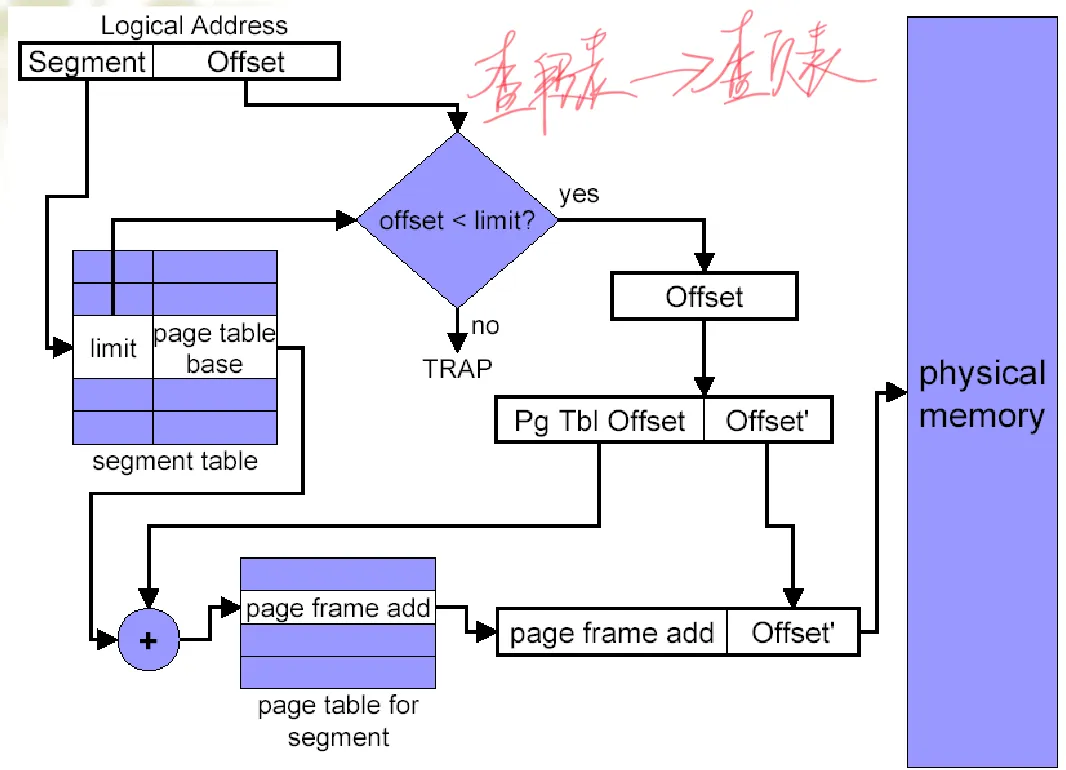 Logical Address
Segment
Offset
查段表→查页表
offset < limit?
yes
no
TRAP
limit
page table
base
segment table
Offset
Pg Tbl Offset
Offset'
physical
memory
+
page frame add
page table for
segment
page frame add
Offset'